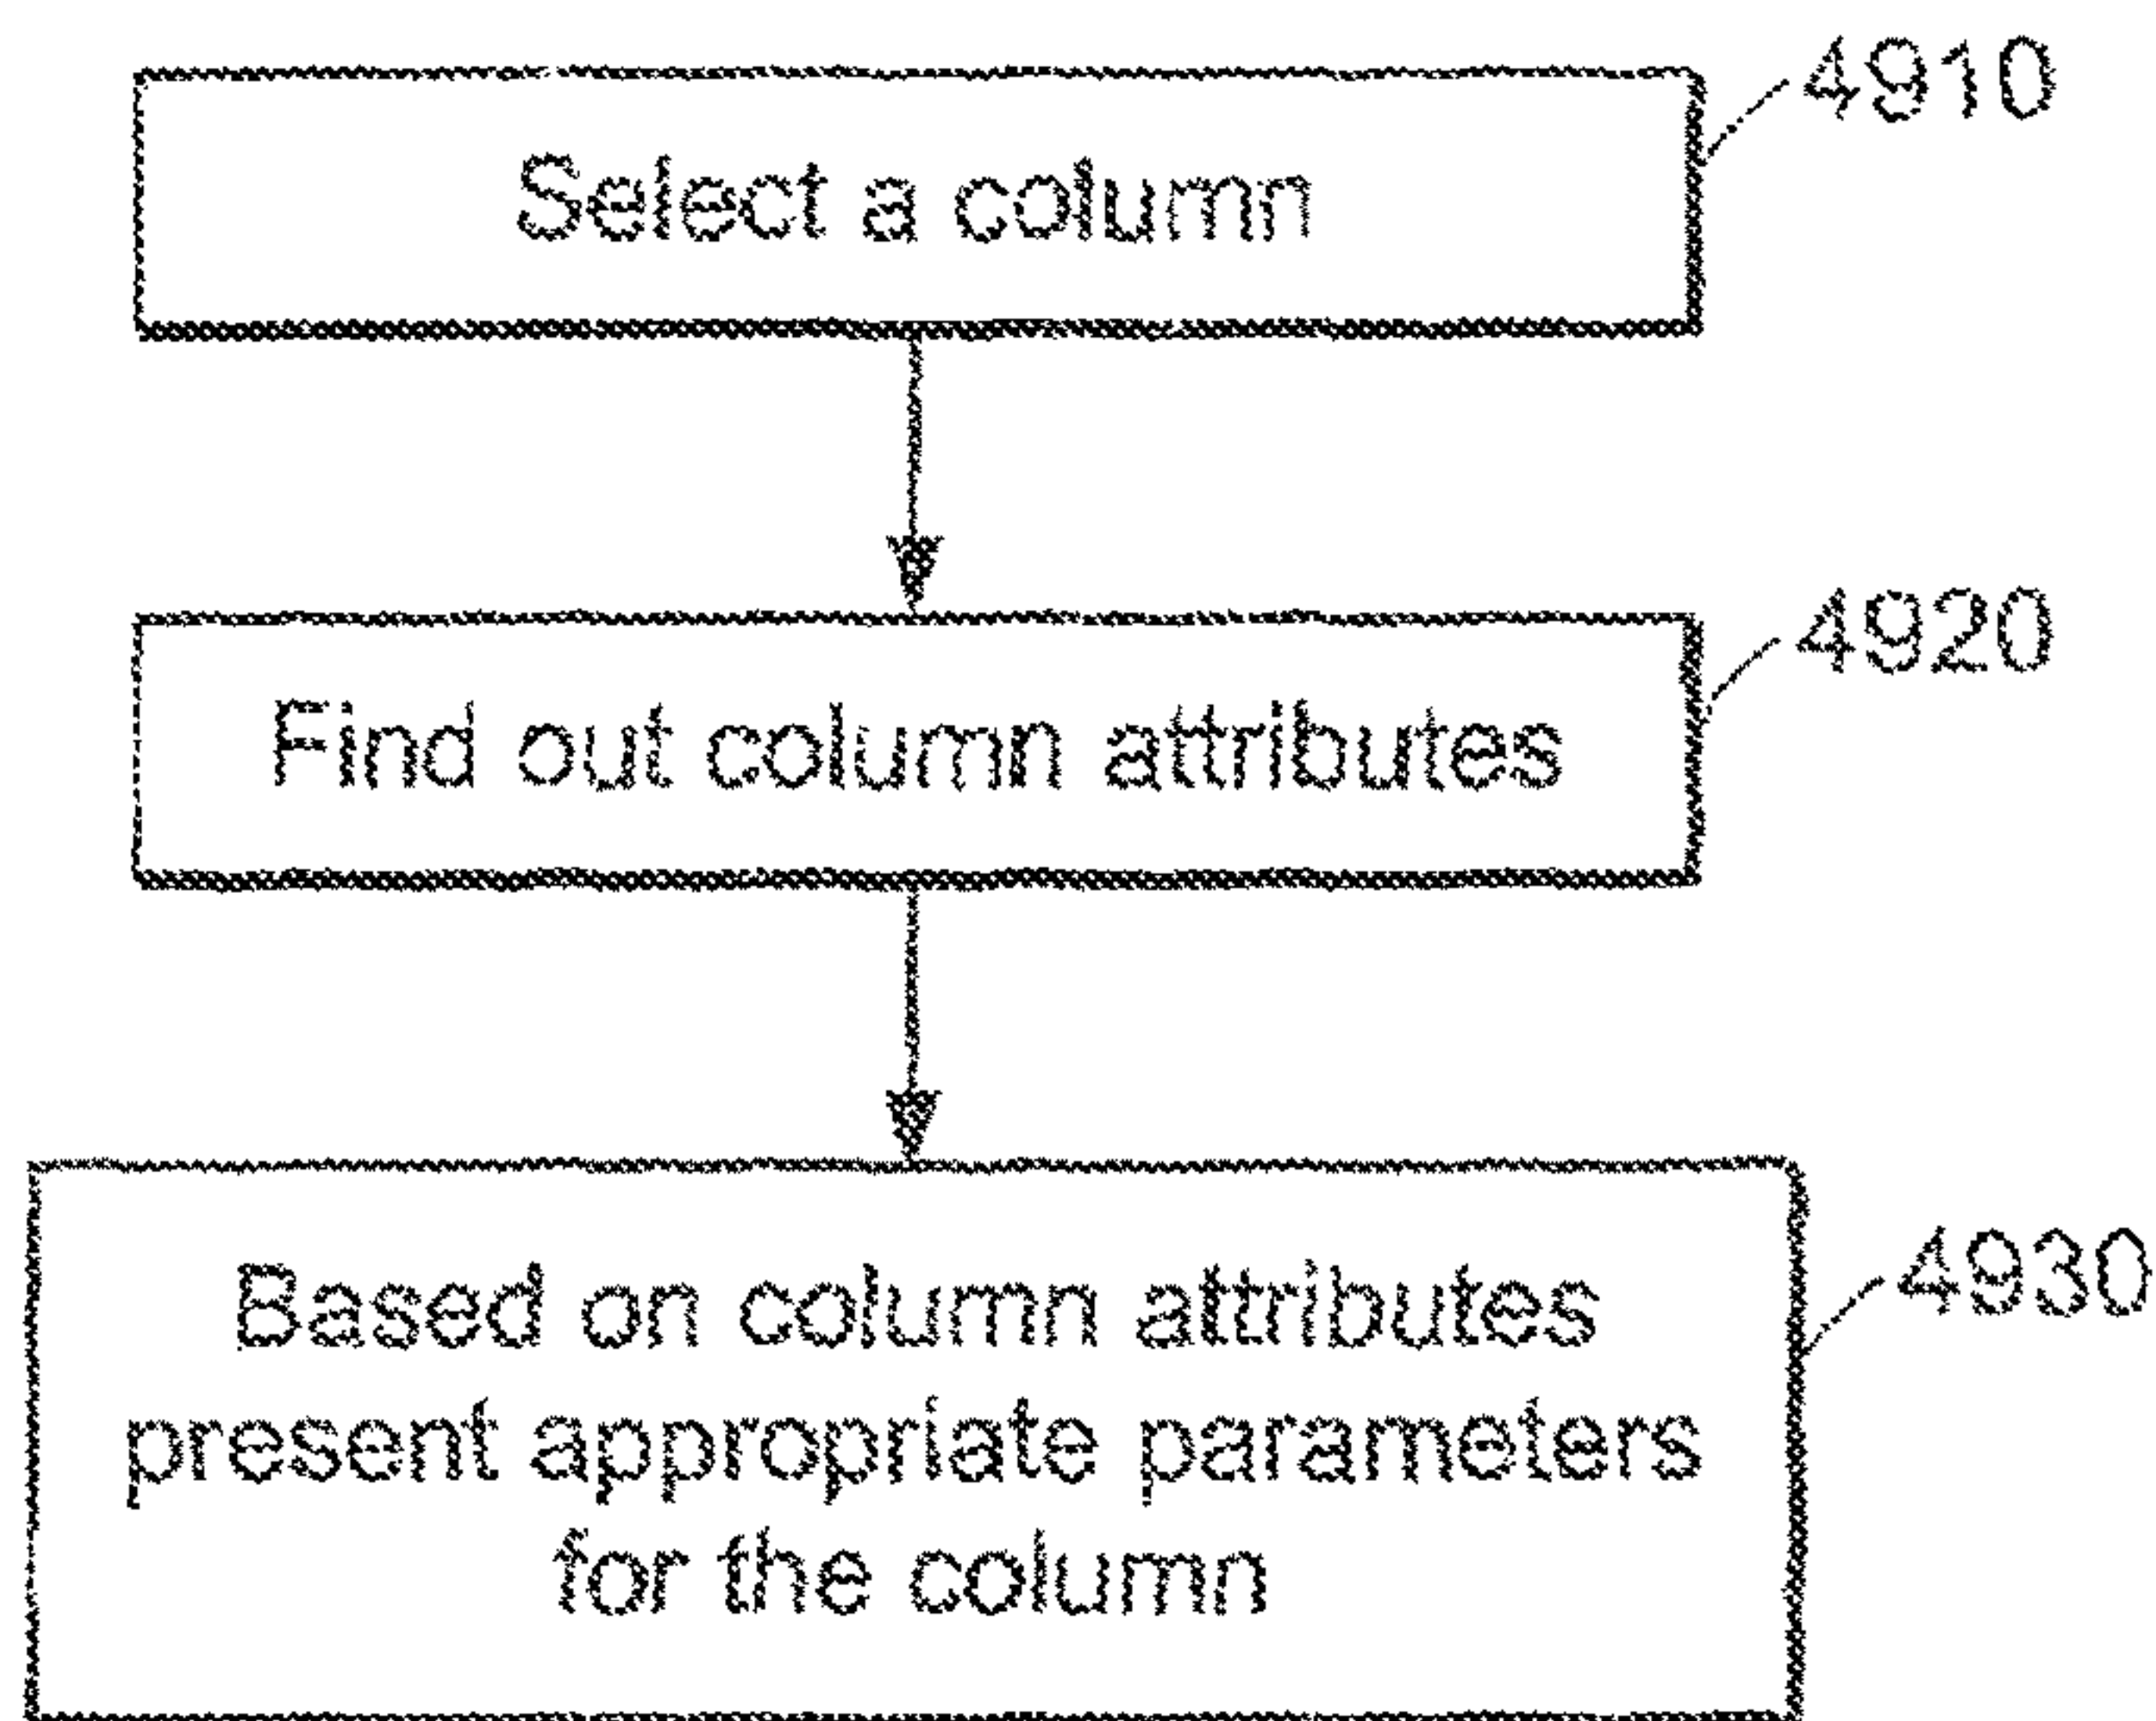 4910
Select a column
4920
Find out column attributes
4930
Based on column attributes
present appropriate parameters
for the column